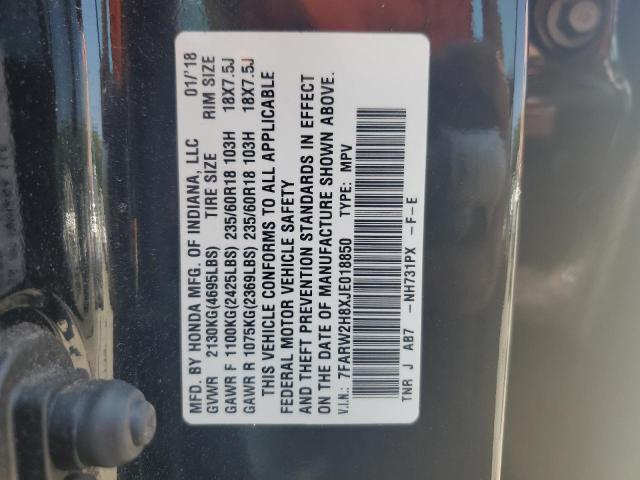 MFD. BY HONDA MFG. OF INDIANA, LLC 01/'18
GVWR 2130KG(4695LBS) TIRE SIZE RIM SIZE
GAWR F 1100KG(2425LBS) 235/60R18 103H 18X7.5J
GAWR R 1075KG(2369LBS) 235/60R18 103H 18X7.5J
THIS VEHICLE CONFORMS TO ALL APPLICABLE
FEDERAL MOTOR VEHICLE SAFETY
AND THEFT PREVENTION STANDARDS IN EFFECT
ON THE DATE OF MANUFACTURE SHOWN ABOVE.
V.I.N.: 7FARW2H8XJE018850 TYPE: MPV
TNR J AB7 -NH731PX -F-E